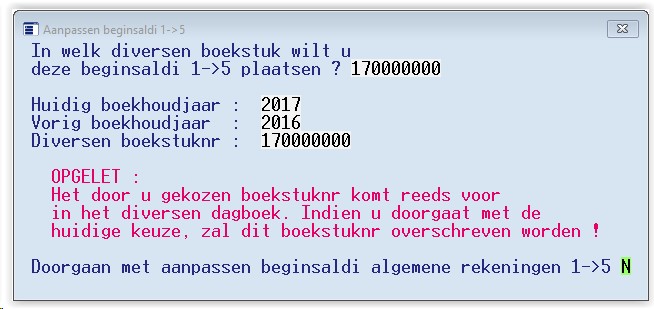 Aanpassen beginsaldi 1->5
In welk diversen boekstuk wilt u
deze beginsaldi 1->5 plaatsen ? 170000000
Huidig boekhoudjaar : 2017
Vorig boekhoudjaar : 2016
Diversen boekstuknr : 170000000
OPGELET :
Het door u gekozen boekstuknr komt reeds voor
in het diversen dagboek. Indien u doorgaat met de
huidige keuze, zal dit boekstuknr overschreven worden !
Doorgaan met aanpassen beginsaldi algemene rekeningen 1->5 N